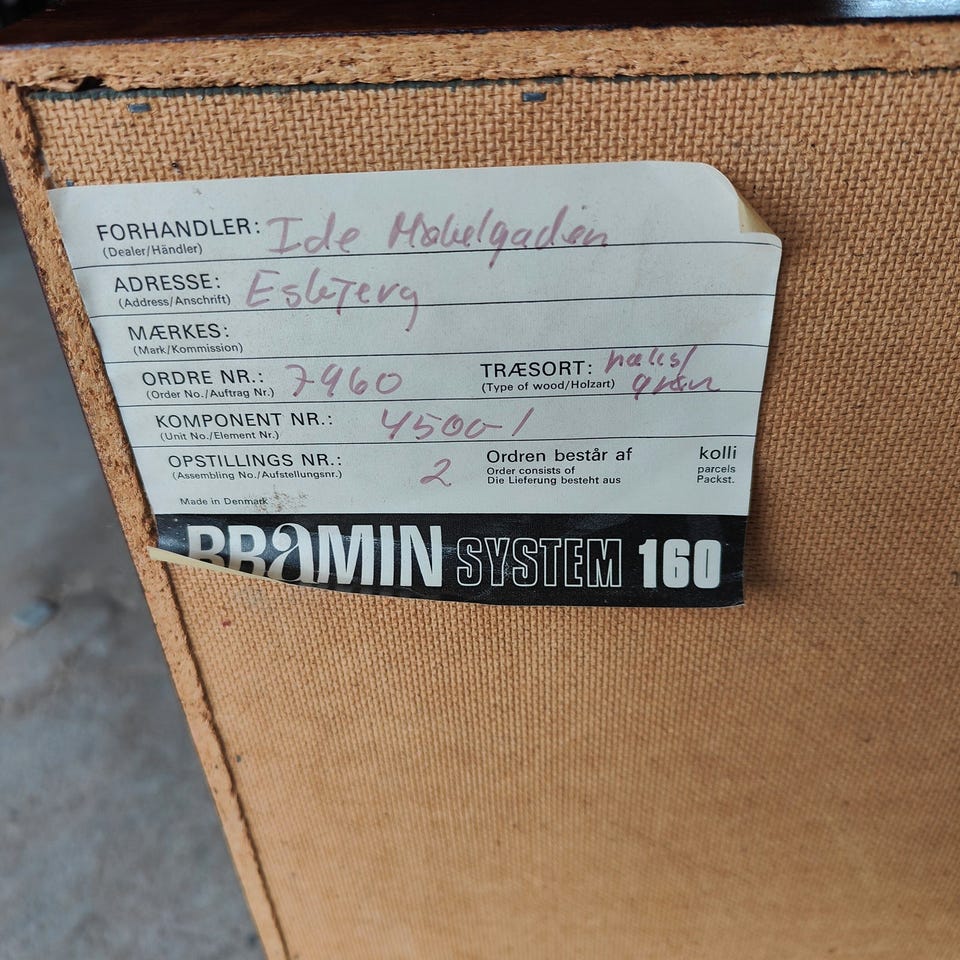 FORHANDLER: Ide Møbelgaden
(Dealer/Händler)
ADRESSE: Esbjerg
(Address/Anschrift)
MÆRKES:
(Mark/Kommission)
ORDRE NR.: 7960
(Order No./Auftrag Nr.)
TRÆSORT:
(Type of wood/Holzart) grøn
KOMPONENT NR.: 4500-1
(Unit No./Element Nr.)
OPSTILLINGS NR.: 2
(Assembling No./Aufstellungsnr.)
Ordren består af kolli
Order consists of parcels
Die Lieferung besteht aus Packst.
Made in Denmark
BRAMIN SYSTEM 160